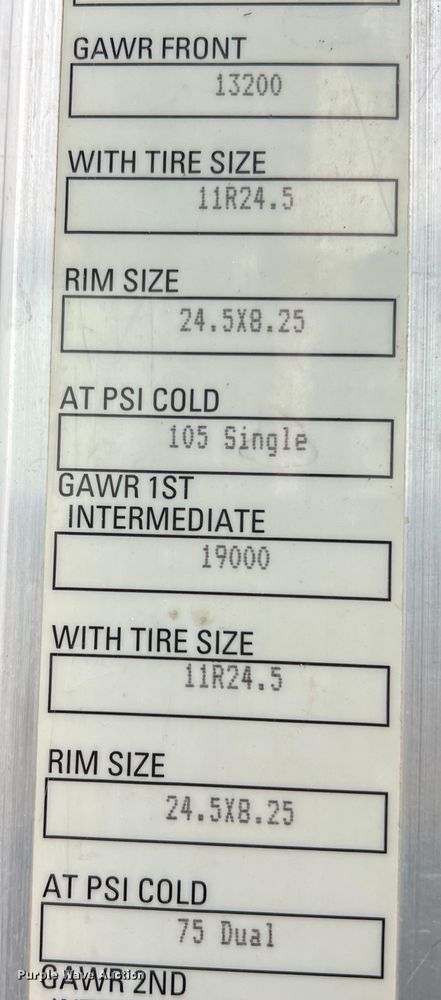 GAWR FRONT
13200
WITH TIRE SIZE
11R24.5
RIM SIZE
24.5X8.25
AT PSI COLD
105 Single
GAWR 1ST
INTERMEDIATE
19000
WITH TIRE SIZE
11R24.5
RIM SIZE
24.5X8.25
AT PSI COLD
75 Dual
Purple Wave Auction
GAWR 2ND